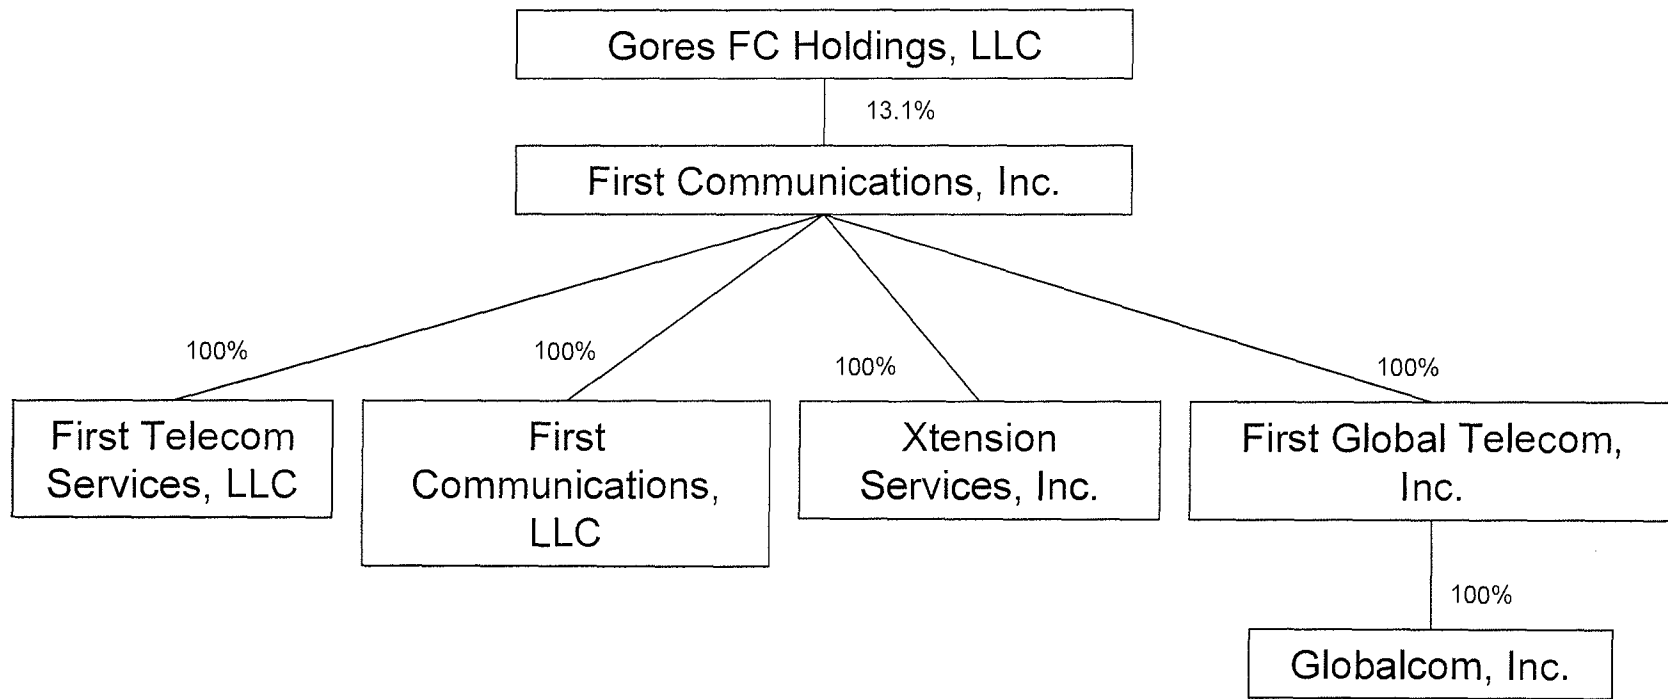 Gores FC Holdings, LLC
13.1%
First Communications, Inc.
100%
100%
100%
100%
First Telecom
Services, LLC
First
Communications,
LLC
Xtension
Services, Inc.
First Global Telecom,
Inc.
100%
Globalcom, Inc.